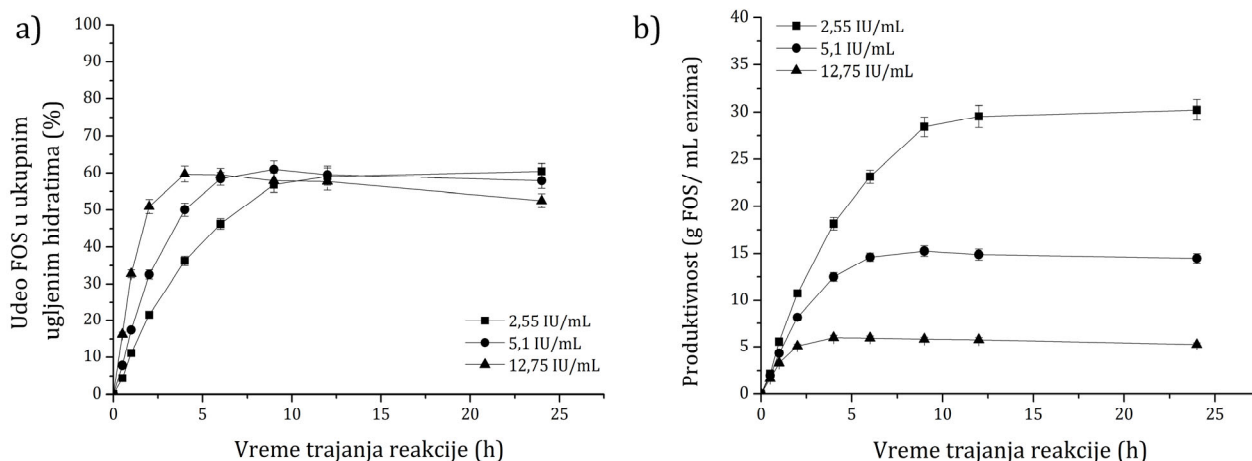 a)
Udeo FOS u ukupnim
ugljenim hidratima (%)
100
90
80
70
60
50
40
30
20
10
0
2,55 IU/mL
5,1 IU/mL
12,75 IU/mL
0
5
10
15
20
25
Vreme trajanja reakcije (h)
b)
Produktivnost (g FOS/ mL enzima)
40
35
30
25
20
15
10
5
0
2,55 IU/mL
5,1 IU/mL
12,75 IU/mL
0
5
10
15
20
25
Vreme trajanja reakcije (h)